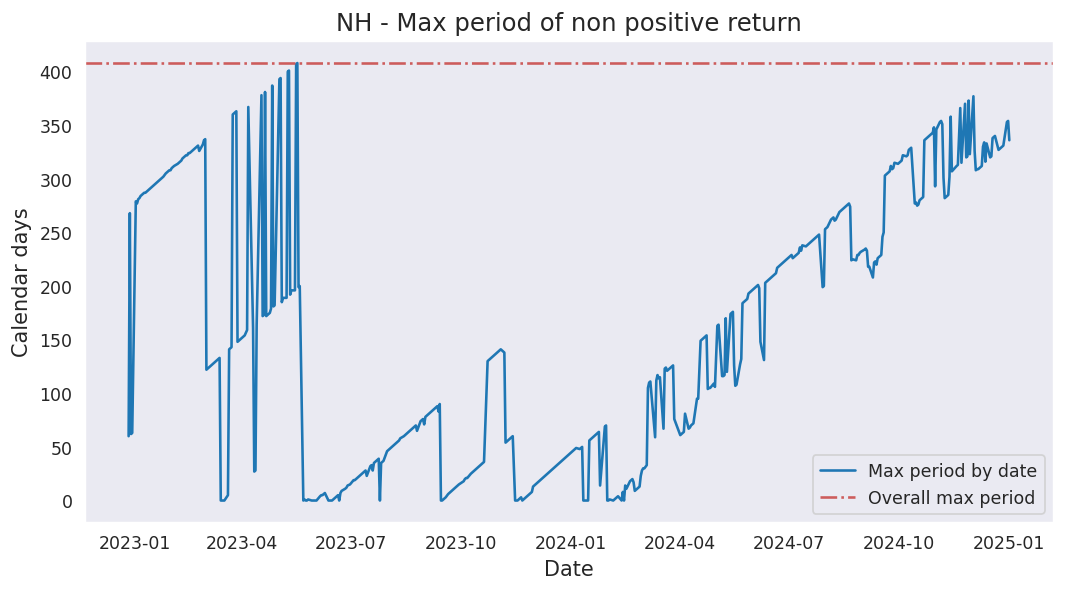 NH - Max period of non positive return
Calendar days
400
350
300
250
200
150
100
50
0
Max period by date
Overall max period
2023-01 2023-04 2023-07 2023-10 2024-01 2024-04 2024-07 2024-10 2025-01
Date